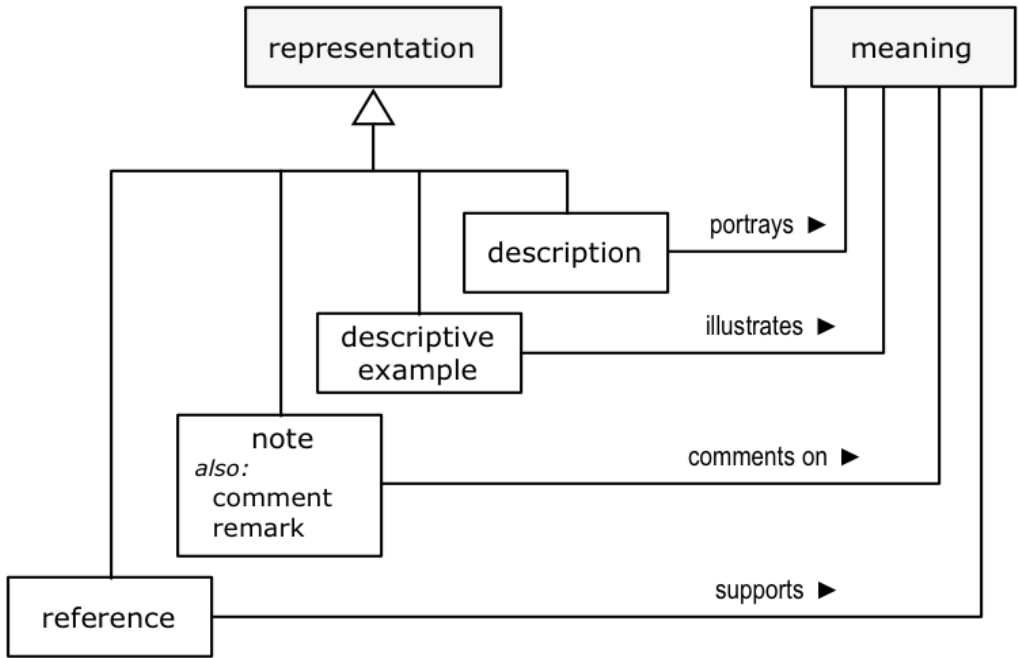 representation
meaning
portrays ►
description
illustrates ►
descriptive
example
note
also:
comment
remark
comments on ►
supports ►
reference